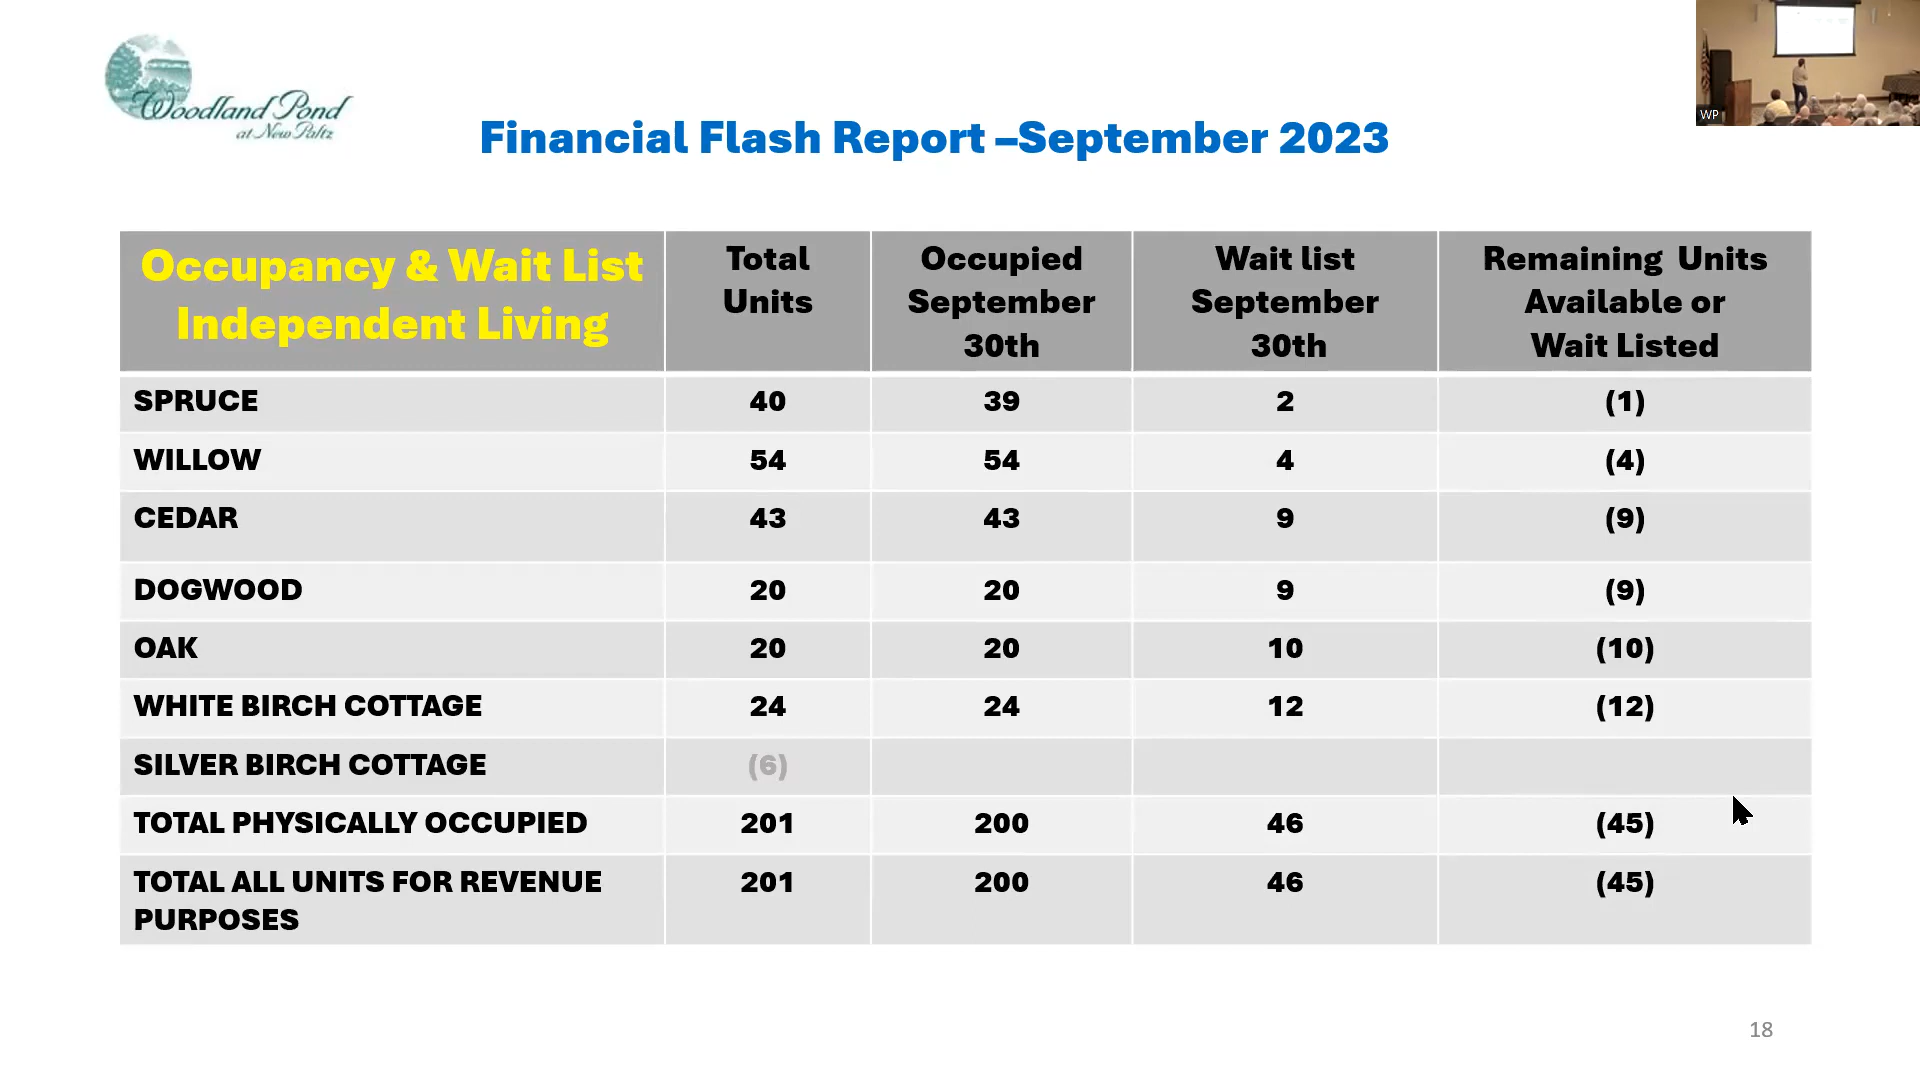 Woodland Pond
at New Paltz
WP
Financial Flash Report –September 2023
Occupancy & Wait List
Independent Living
Total
Units
Occupied
September
30th
Wait list
September
30th
Remaining Units
Available or
Wait Listed
SPRUCE 40 39 2 (1)
WILLOW 54 54 4 (4)
CEDAR 43 43 9 (9)
DOGWOOD 20 20 9 (9)
OAK 20 20 10 (10)
WHITE BIRCH COTTAGE 24 24 12 (12)
SILVER BIRCH COTTAGE (6)
TOTAL PHYSICALLY OCCUPIED 201 200 46 (45)
TOTAL ALL UNITS FOR REVENUE 201 200 46 (45)
PURPOSES
18